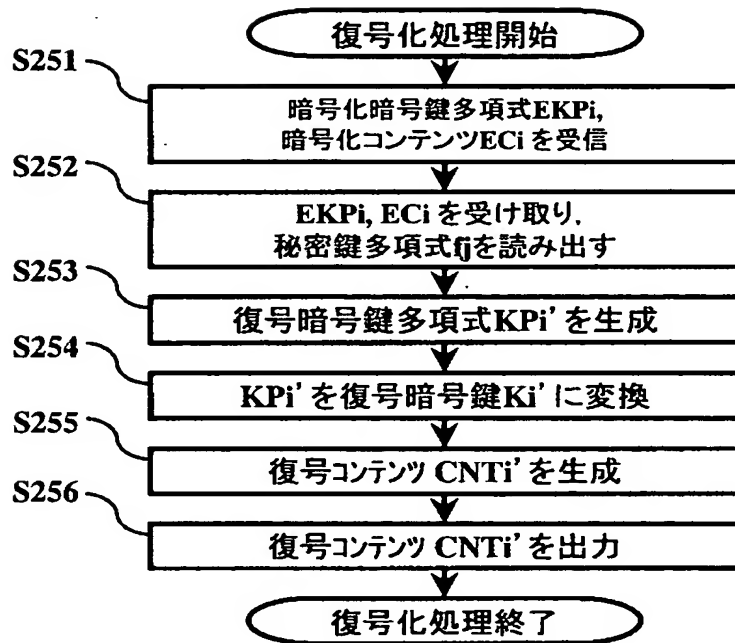 復号化処理開始
S251
暗号化暗号鍵多項式EKPi,
暗号化コンテンツECiを受信
S252
EKPi, ECiを受け取り,
秘密鍵多項式fjを読み出す
S253
復号暗号鍵多項式KPi'を生成
S254
KPi'を復号暗号鍵Ki'に変換
S255
復号コンテンツ CNTi'を生成
S256
復号コンテンツ CNTi'を出力
復号化処理終了